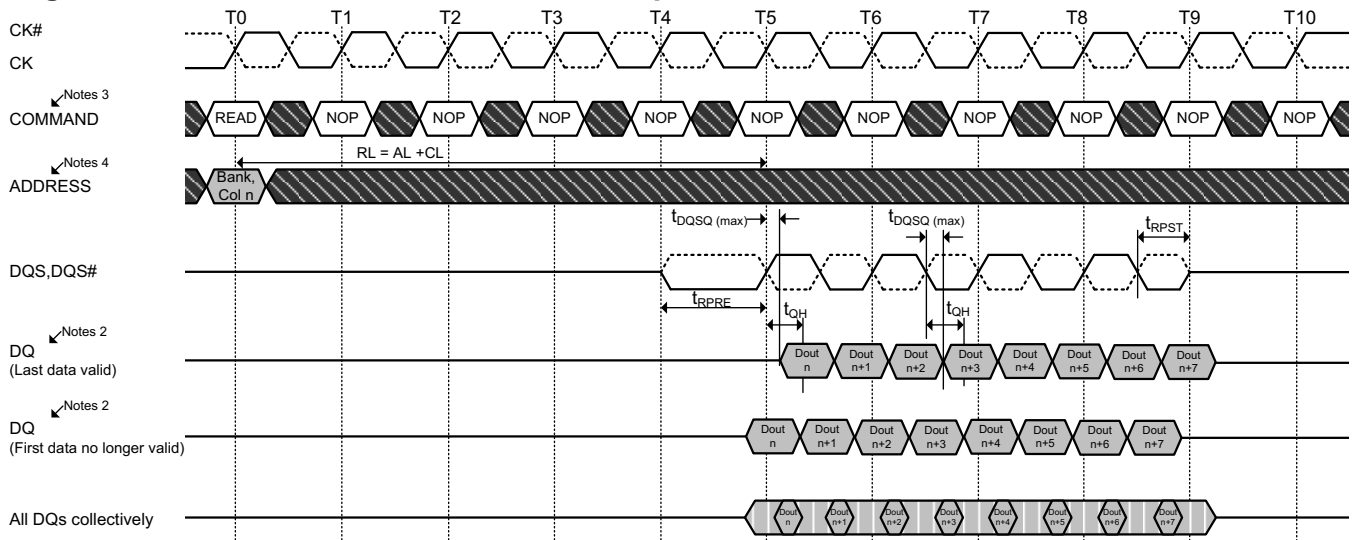 T0 T1 T2 T3 T4 T5 T6 T7 T8 T9 T10
CK#
CK
Notes 3
COMMAND
READ NOP NOP NOP NOP NOP NOP NOP NOP NOP NOP
RL = AL +CL
Notes 4
ADDRESS
Bank,
Col n
tDQSQ (max) tDQSQ (max) tRPST
DQS,DQS#
tRPRE tQH tQH
Notes 2
DQ
(Last data valid)
Dout Dout Dout Dout Dout Dout Dout Dout
n n+1 n+2 n+3 n+4 n+5 n+6 n+7
Notes 2
DQ
(First data no longer valid)
Dout Dout Dout Dout Dout Dout Dout Dout
n n+1 n+2 n+3 n+4 n+5 n+6 n+7
All DQs collectively
Dout Dout Dout Dout Dout Dout Dout Dout
n n+1 n+2 n+3 n+4 n+5 n+6 n+7